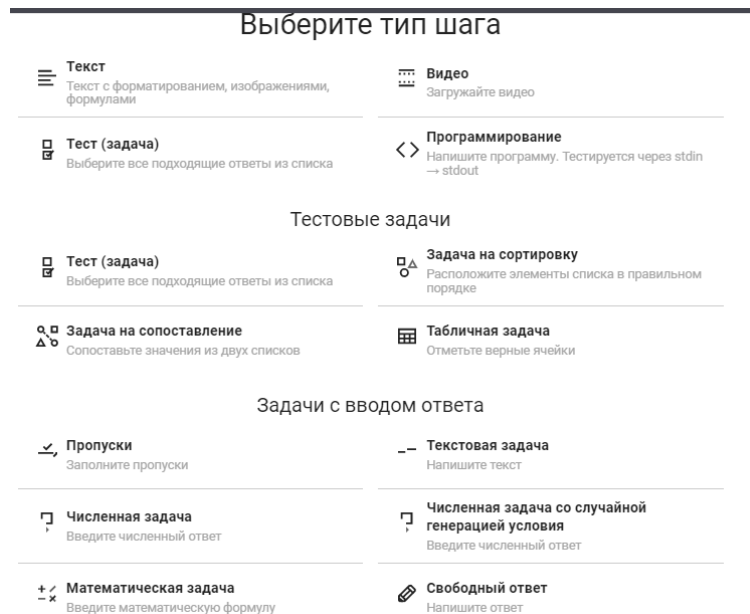 Выберите тип шага
Текст
Текст с форматированием, изображениями,
формулами
Видео
Загружайте видео
Тест (задача)
Выберите все подходящие ответы из списка
Программирование
Напишите программу. Тестируется через stdin
→ stdout
Тестовые задачи
Тест (задача)
Выберите все подходящие ответы из списка
Задача на сортировку
Расположите элементы списка в правильном
порядке
Задача на сопоставление
Сопоставьте значения из двух списков
Табличная задача
Отметьте верные ячейки
Задачи с вводом ответа
Пропуски
Заполните пропуски
Текстовая задача
Напишите текст
Численная задача
Введите численный ответ
Численная задача со случайной
генерацией условия
Введите численный ответ
Математическая задача
Введите математическую формулу
Свободный ответ
Напишите ответ